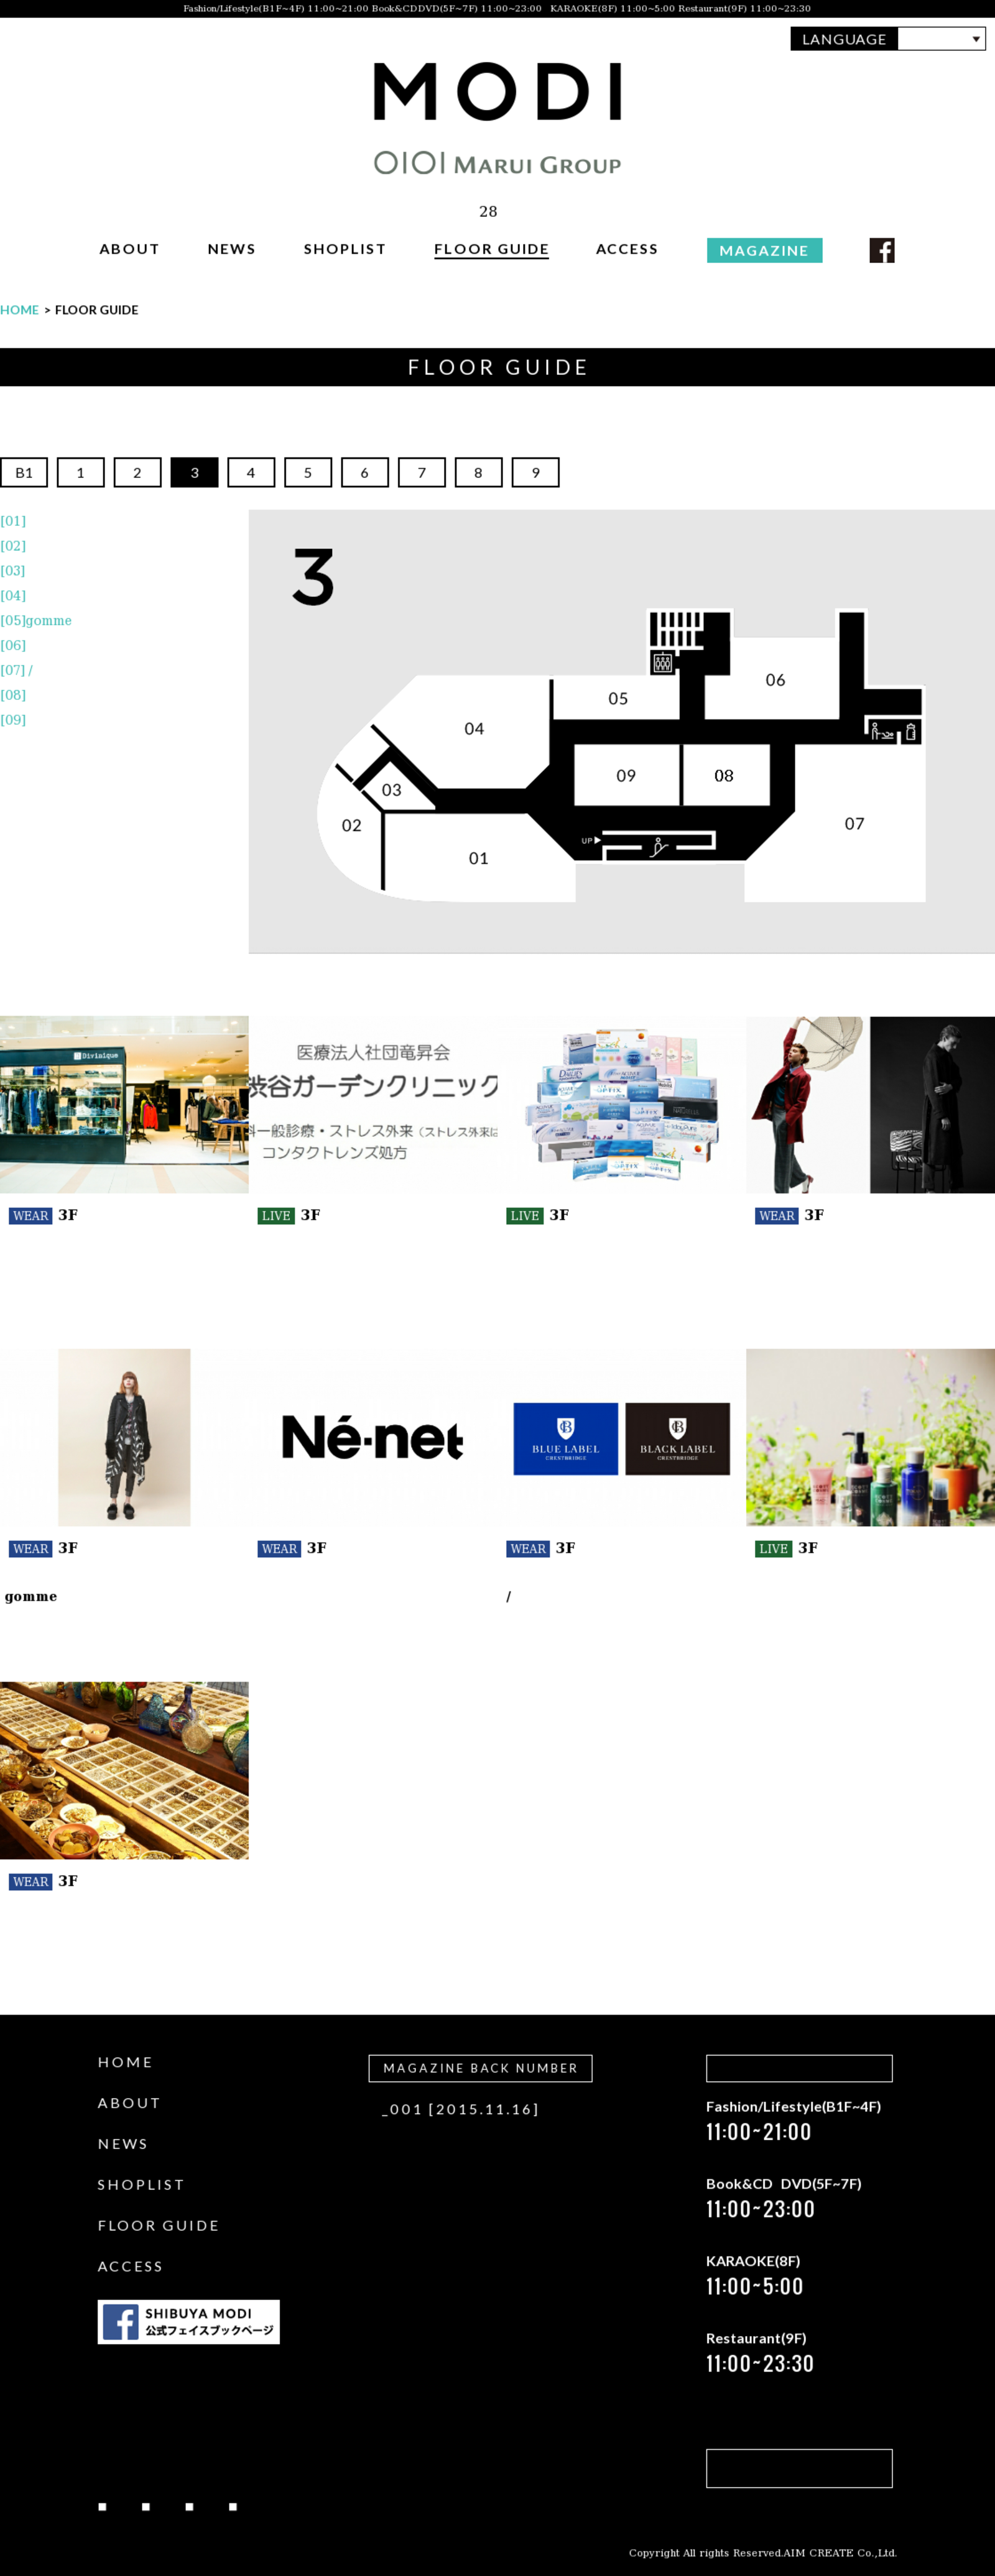 Fashion/Lifestyle(B1F~4F) 11:00~21:00 Book&CDDVD(5F~7F) 11:00~23:00 KARAOKE(8F) 11:00~5:00 Restaurant(9F) 11:00~23:30
LANGUAGE
MODI
OIOI MARUI GROUP
28
ABOUT NEWS SHOPLIST FLOOR GUIDE ACCESS MAGAZINE
HOME > FLOOR GUIDE
FLOOR GUIDE
B1 1 2 3 4 5 6 7 8 9
[01]
[02]
[03]
[04]
[05]gomme
[06]
[07] /
[08]
[09]
3
06
05
04
09 08
03
02
07
UP
01
Divinique
医療法人社団竜昇会
渋谷ガーデンクリニック
一般診療・ストレス外来（ストレス外来は
コンタクトレンズ処方
WEAR 3F
LIVE 3F
LIVE 3F
WEAR 3F
Né-net
BLUE LABEL
CRESTBRIDGE
BLACK LABEL
CRESTBRIDGE
WEAR 3F
WEAR 3F
WEAR 3F
LIVE 3F
gomme
/
WEAR 3F
HOME
ABOUT
NEWS
SHOPLIST
FLOOR GUIDE
ACCESS
SHIBUYA MODI
公式フェイスブックページ
MAGAZINE BACK NUMBER
_001 [2015.11.16]
Fashion/Lifestyle(B1F~4F)
11:00~21:00
Book&CD DVD(5F~7F)
11:00~23:00
KARAOKE(8F)
11:00~5:00
Restaurant(9F)
11:00~23:30
Copyright All rights Reserved.AIM CREATE Co.,Ltd.